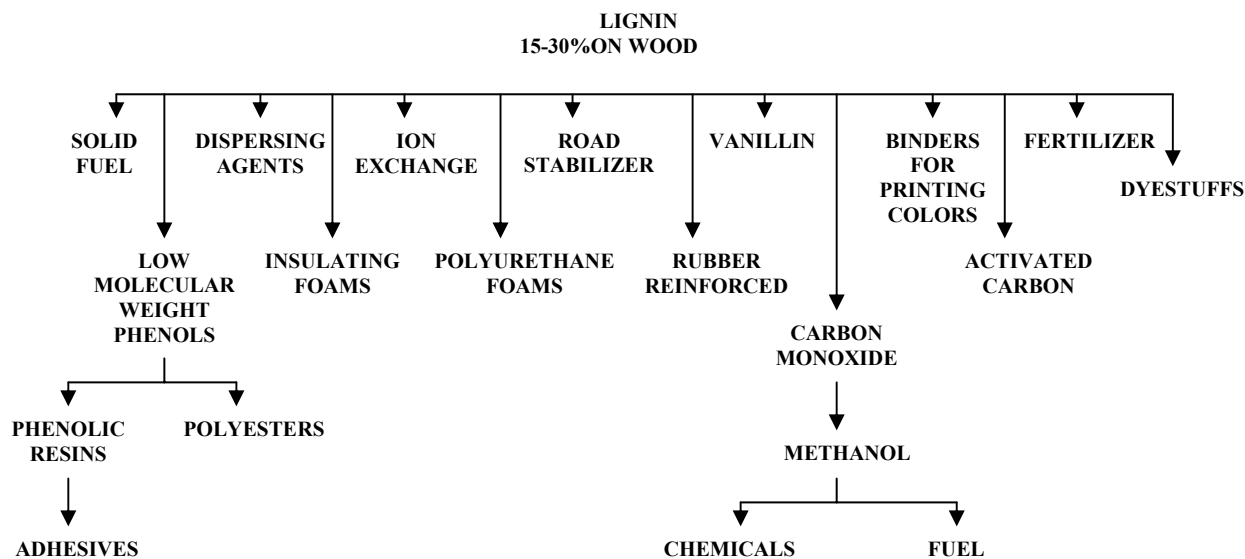 LIGNIN
15-30%ON WOOD
SOLID
FUEL
DISPERSING
AGENTS
ION
EXCHANGE
ROAD
STABILIZER
VANILLIN
BINDERS
FOR
PRINTING
COLORS
FERTILIZER
DYESTUFFS
LOW
MOLECULAR
WEIGHT
PHENOLS
INSULATING
FOAMS
POLYURETHANE
FOAMS
RUBBER
REINFORCED
ACTIVATED
CARBON
CARBON
MONOXIDE
PHENOLIC
RESINS
POLYESTERS
METHANOL
ADHESIVES
CHEMICALS
FUEL